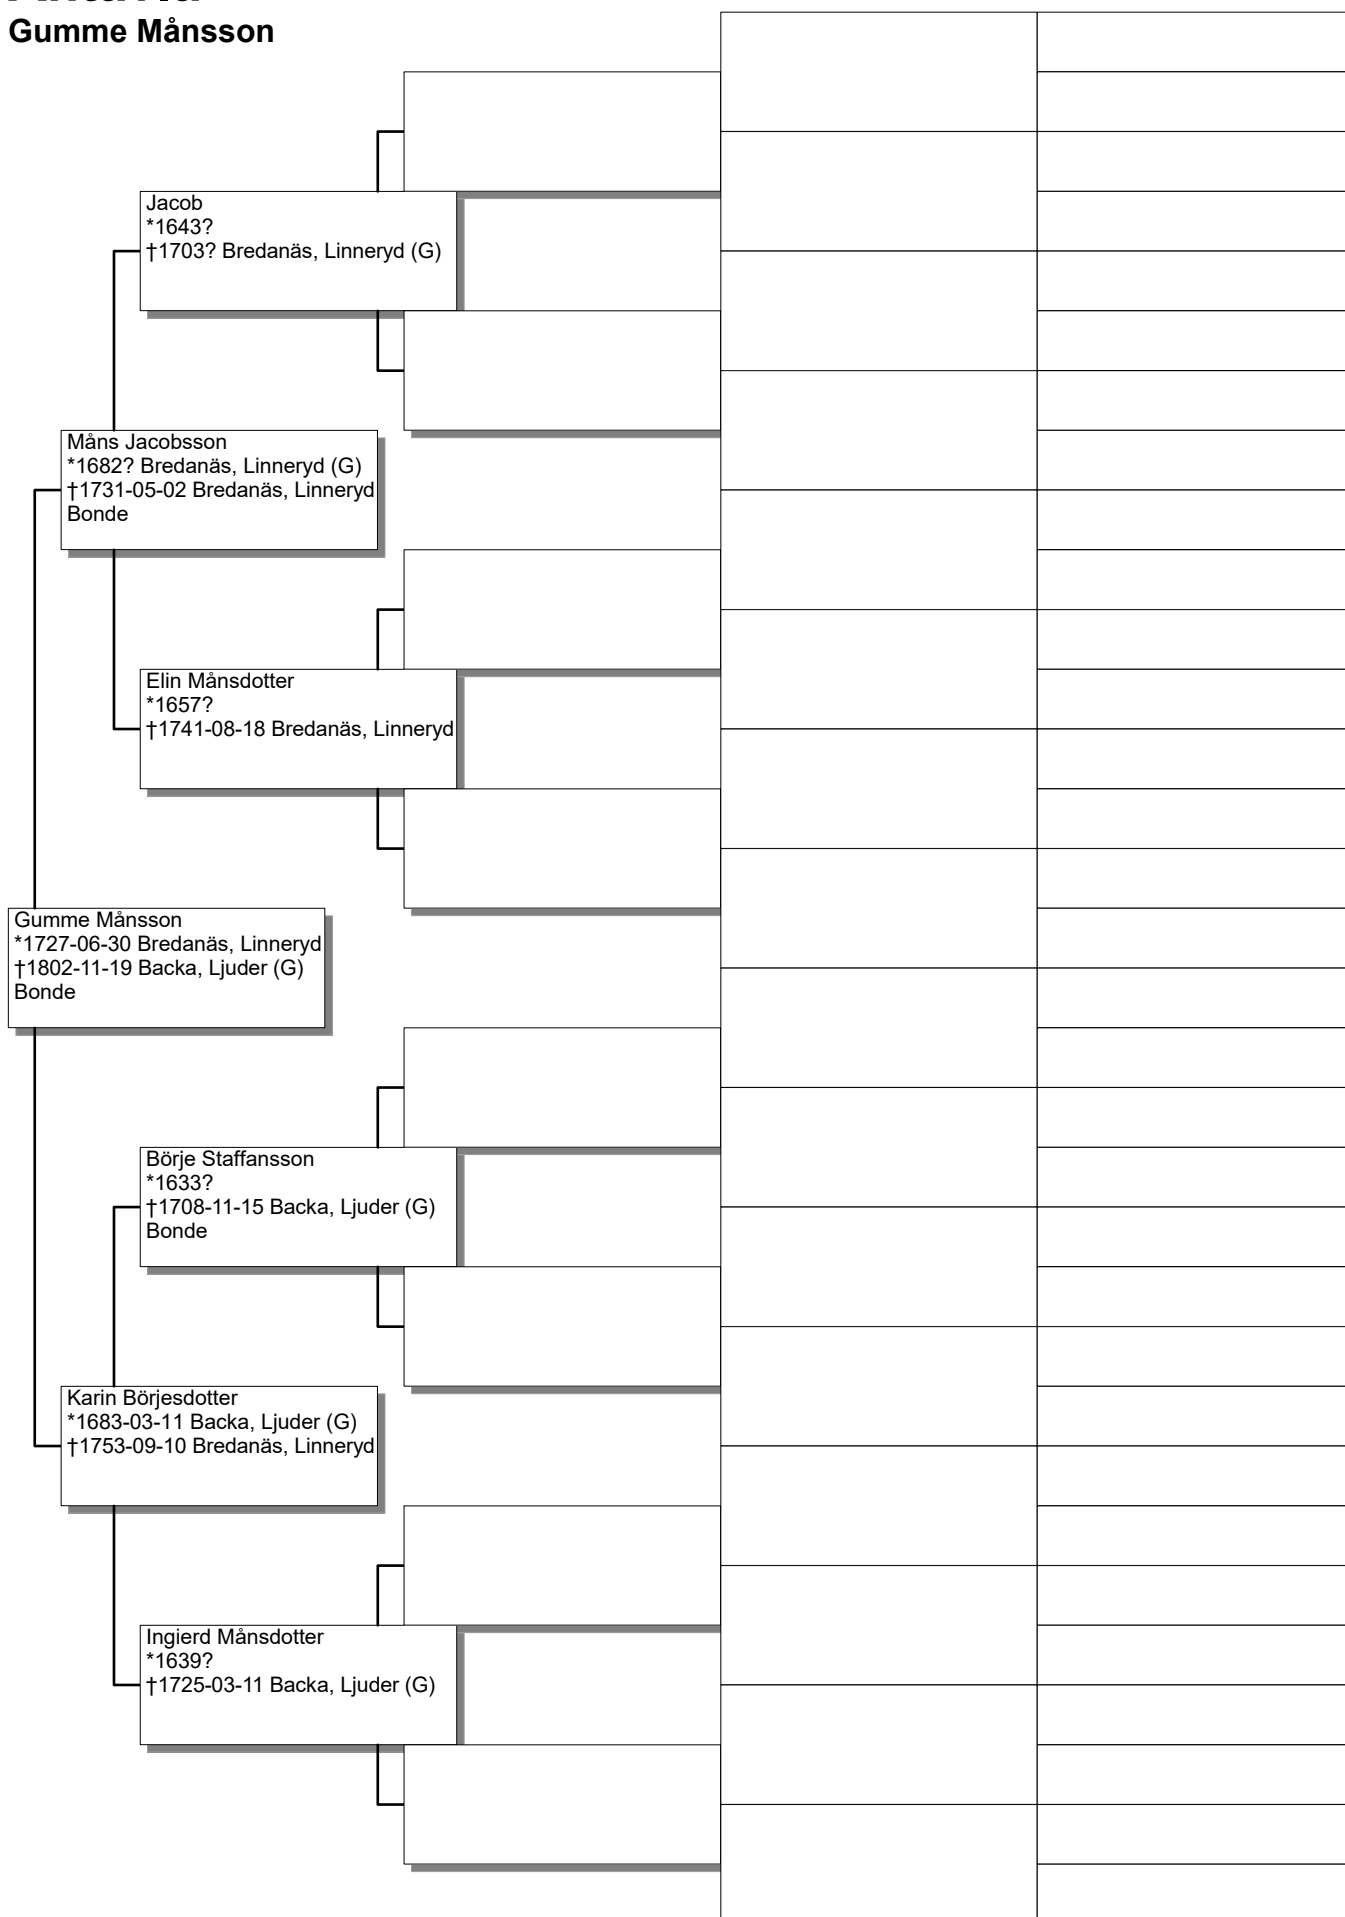 Gumme Månsson
Jacob
*1643?
†1703? Bredanäs, Linneryd (G)
Måns Jacobsson
*1682? Bredanäs, Linneryd (G)
†1731-05-02 Bredanäs, Linneryd
Bonde
Elin Månsdotter
*1657?
†1741-08-18 Bredanäs, Linneryd
Gumme Månsson
*1727-06-30 Bredanäs, Linneryd
†1802-11-19 Backa, Ljuder (G)
Bonde
Börje Staffansson
*1633?
†1708-11-15 Backa, Ljuder (G)
Bonde
Karin Börjesdotter
*1683-03-11 Backa, Ljuder (G)
†1753-09-10 Bredanäs, Linneryd
Ingierd Månsdotter
*1639?
†1725-03-11 Backa, Ljuder (G)